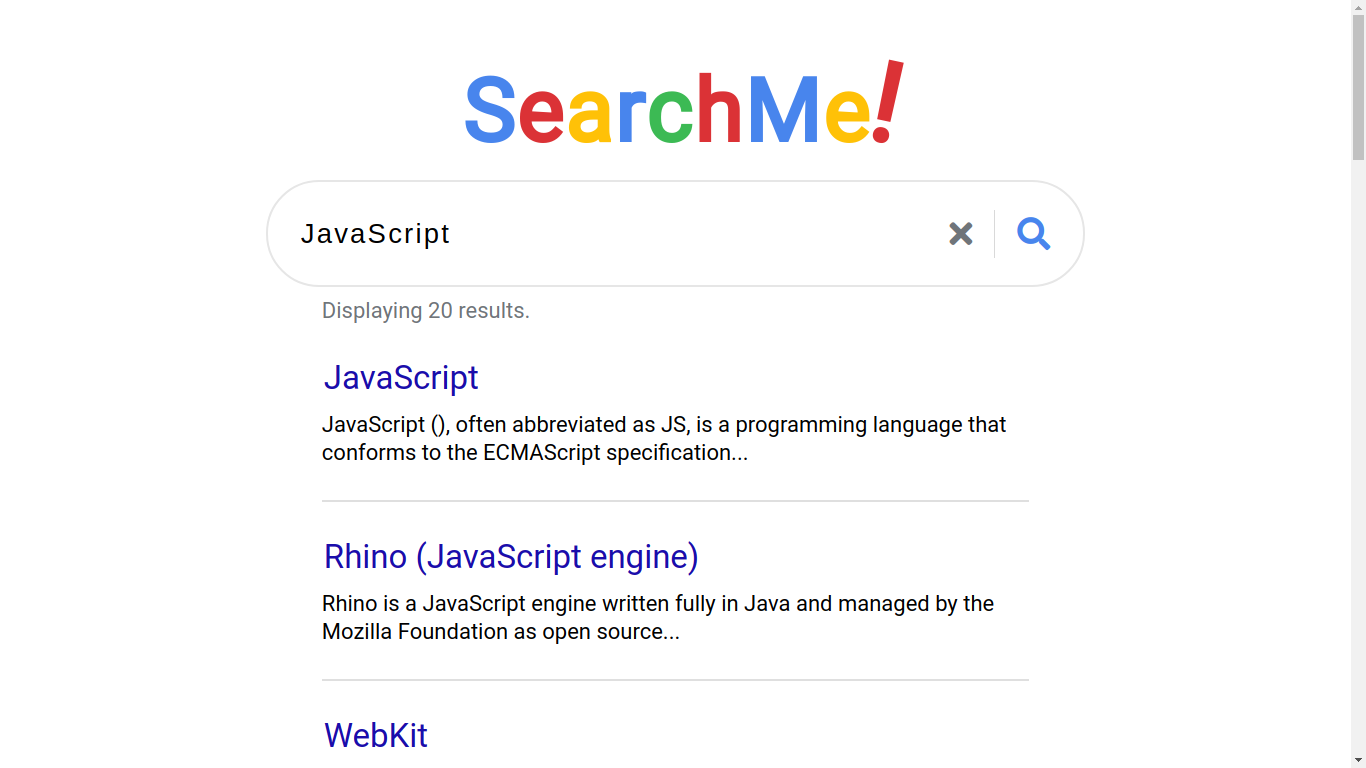 SearchMe!
JavaScript
Displaying 20 results.
JavaScript
JavaScript (), often abbreviated as JS, is a programming language that
conforms to the ECMAScript specification...
Rhino (JavaScript engine)
Rhino is a JavaScript engine written fully in Java and managed by the
Mozilla Foundation as open source...
WebKit